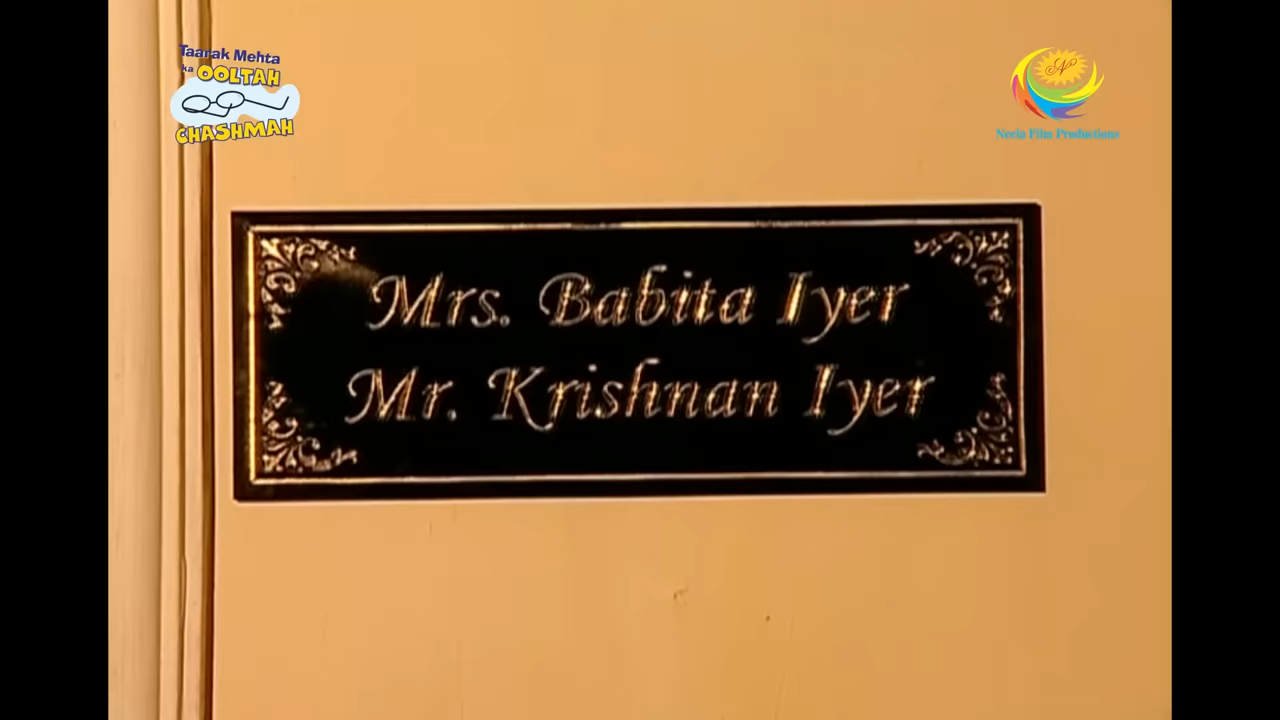 Taarak Mehta
ka OOLTAH
CHASHMAH
Neela Film Productions
Mrs. Babita Iyer
Mr. Krishnan Iyer